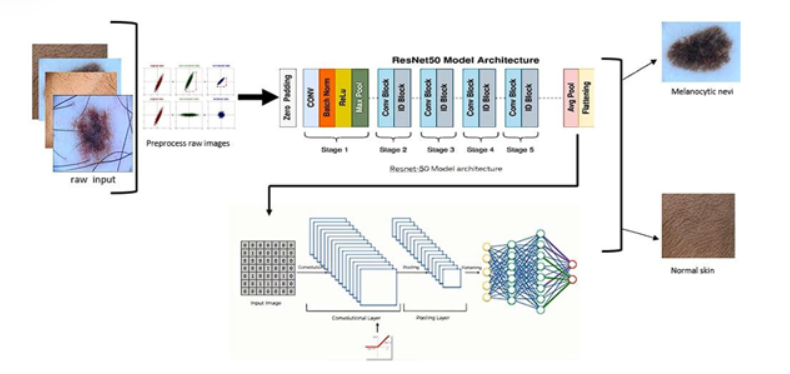 raw input
Preprocess raw images
ResNet50 Model Architecture
Zero Padding
CONV
Batch Norm
ReLu
Max Pool
Conv Block
ID Block
Conv Block
ID Block
Conv Block
ID Block
Conv Block
ID Block
Avg Pool
Flattening
Stage 1
Stage 2
Stage 3
Stage 4
Stage 5
Resnet-50 Model architecture
Melanocytic nevi
Normal skin
Input Image
Convolutional Layer
Pooling
Pooling Layer